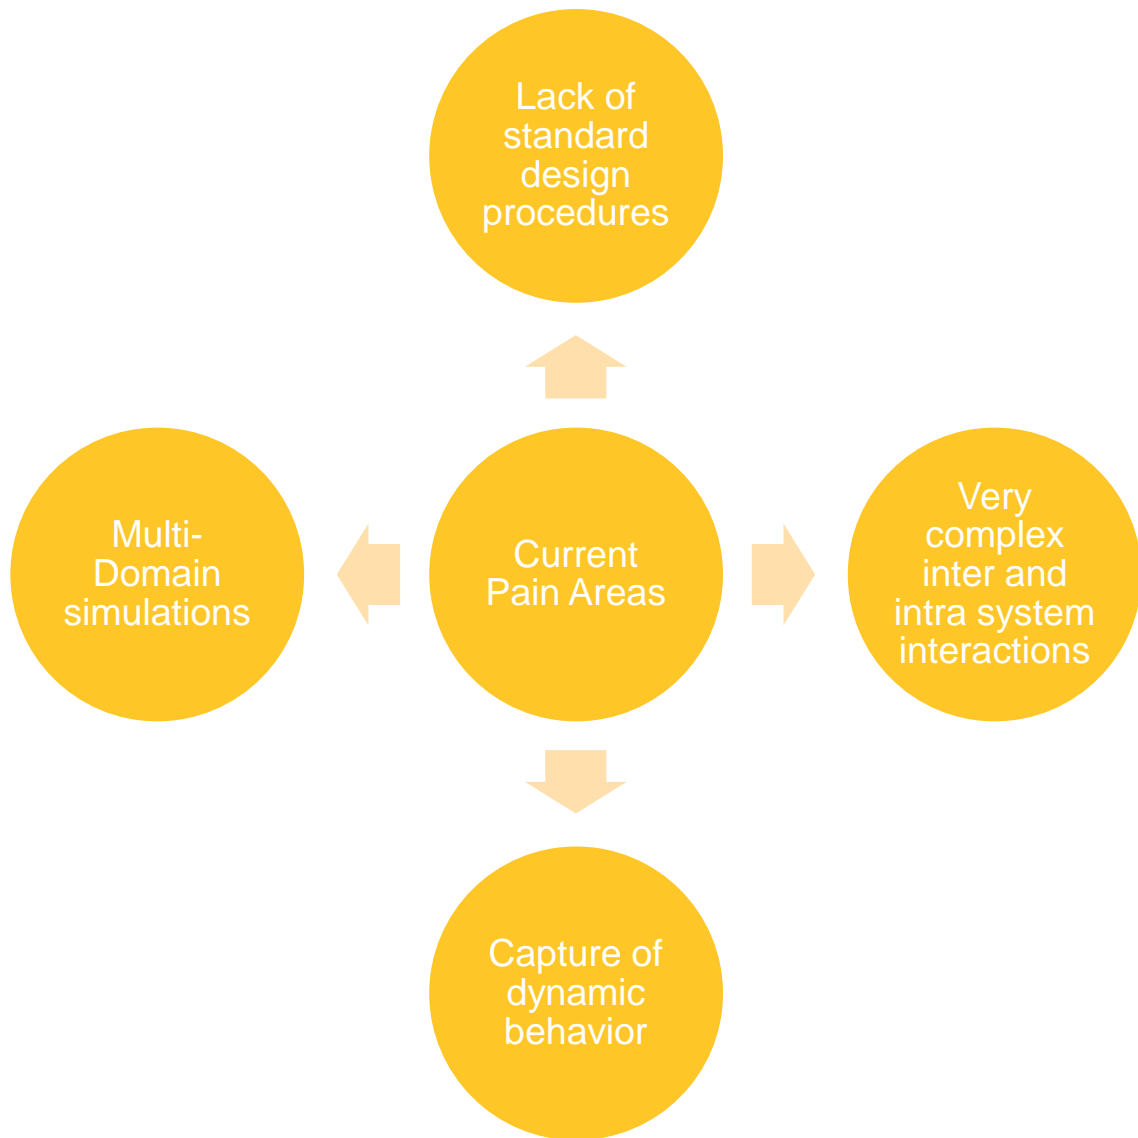 Lack of
standard
design
procedures
Multi-
Domain
simulations
Current
Pain Areas
Very
complex
inter and
intra system
interactions
Capture of
dynamic
behavior